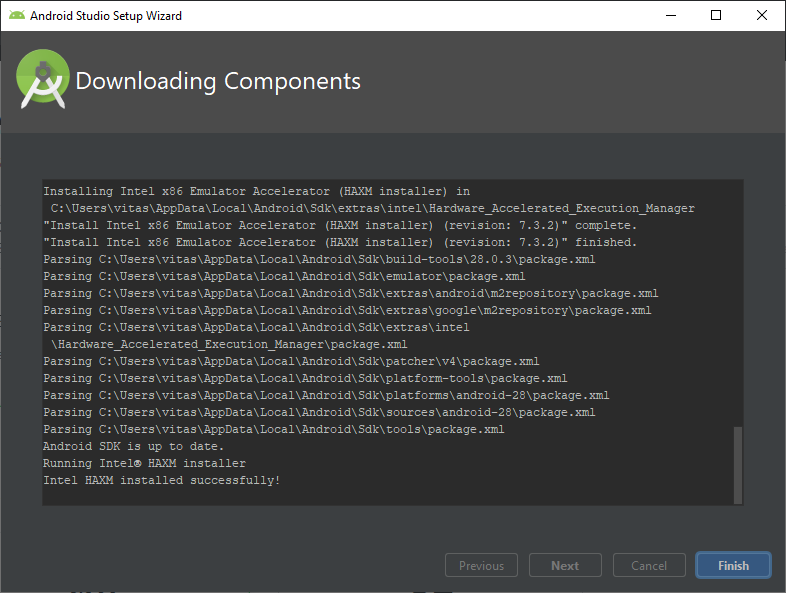 Android Studio Setup Wizard
Downloading Components
Installing Intel x86 Emulator Accelerator (HAXM installer) in
C:\Users\vitas\AppData\Local\Android\Sdk\extras\intel\Hardware_Accelerated_Execution_Manager
"Install Intel x86 Emulator Accelerator (HAXM installer) (revision: 7.3.2)" complete.
"Install Intel x86 Emulator Accelerator (HAXM installer) (revision: 7.3.2)" finished.
Parsing C:\Users\vitas\AppData\Local\Android\Sdk\build-tools\28.0.3\package.xml
Parsing C:\Users\vitas\AppData\Local\Android\Sdk\emulator\package.xml
Parsing C:\Users\vitas\AppData\Local\Android\Sdk\extras\android\m2repository\package.xml
Parsing C:\Users\vitas\AppData\Local\Android\Sdk\extras\google\m2repository\package.xml
Parsing C:\Users\vitas\AppData\Local\Android\Sdk\extras\intel
\Hardware_Accelerated_Execution_Manager\package.xml
Parsing C:\Users\vitas\AppData\Local\Android\Sdk\patcher\v4\package.xml
Parsing C:\Users\vitas\AppData\Local\Android\Sdk\platform-tools\package.xml
Parsing C:\Users\vitas\AppData\Local\Android\Sdk\platforms\android-28\package.xml
Parsing C:\Users\vitas\AppData\Local\Android\Sdk\sources\android-28\package.xml
Parsing C:\Users\vitas\AppData\Local\Android\Sdk\tools\package.xml
Android SDK is up to date.
Running Intel® HAXM installer
Intel HAXM installed successfully!
Previous Next Cancel Finish